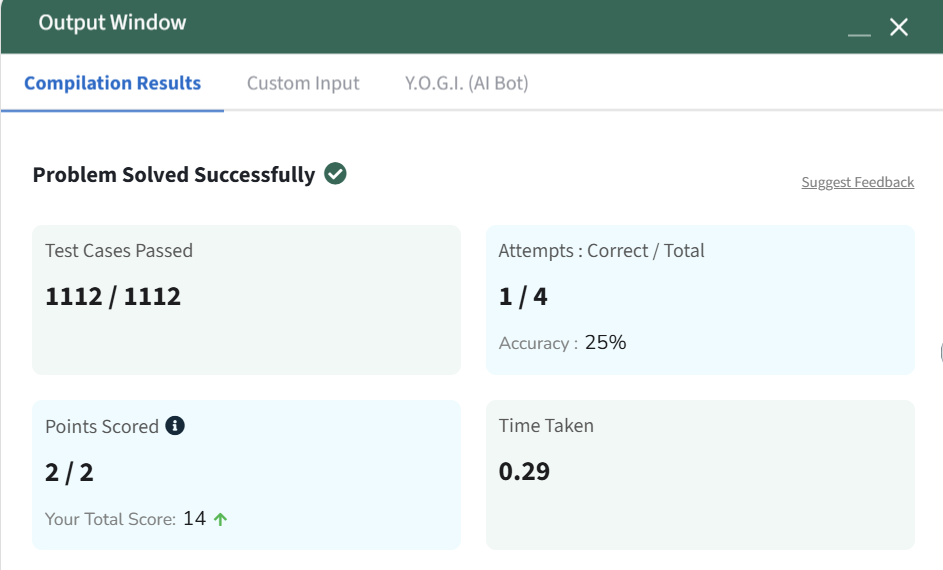 Output Window
Compilation Results Custom Input Y.O.G.I. (AI Bot)
Problem Solved Successfully
Suggest Feedback
Test Cases Passed
1112 / 1112
Attempts : Correct / Total
1 / 4
Accuracy : 25%
Points Scored
2 / 2
Your Total Score: 14
Time Taken
0.29